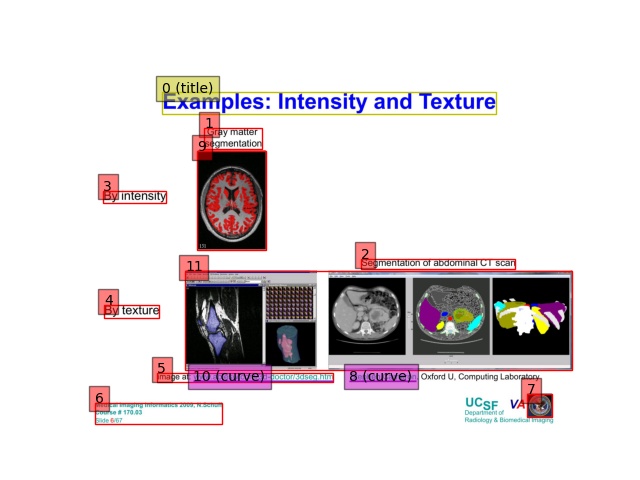 0 (title)
Examples: Intensity and Texture
1
Gray matter
9
segmentation
3
By intensity
151
2
Segmentation of abdominal CT scan
11
4
By texture
5
Image at
10 (curve)
doctor/3dseg.htm
8 (curve)
Oxford U, Computing Laboratory
6
Medical Imaging Informatics 2009, N.Schuff
Course # 170.03
Slide 6/67
7
UCSF
VA
Department of
Radiology & Biomedical Imaging